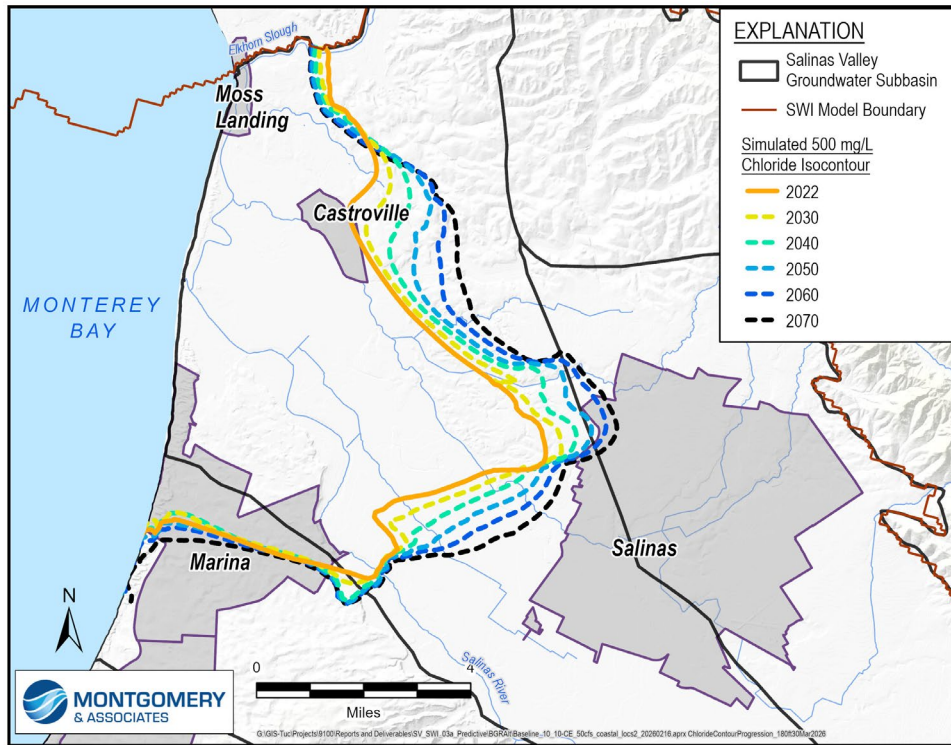 EXPLANATION
Salinas Valley
Groundwater Subbasin
SWI Model Boundary
Simulated 500 mg/L
Chloride Isocontour
2022
2030
2040
2050
2060
2070
Elkhorn Slough
Moss
Landing
Castroville
MONTEREY
BAY
Marina
Salinas
Salinas River
N
0
4
Miles
MONTGOMERY
& ASSOCIATES
G:\GIS-Tuc\Projects\9100\Reports and Deliverables\SV_SWI_03a_Predictive\BGRAft\Baseline_10_10-CE_50cfs_coastal_locs2_20260216.aprx ChlorideContourProgression_180ft30Mar2026